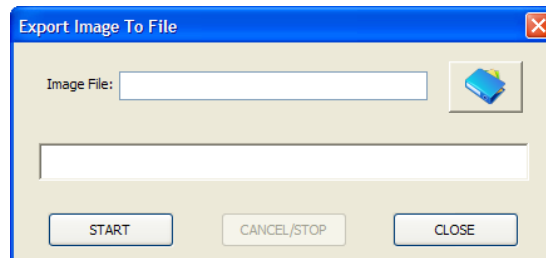 Export Image To File
Image File:
START CANCEL/STOP CLOSE